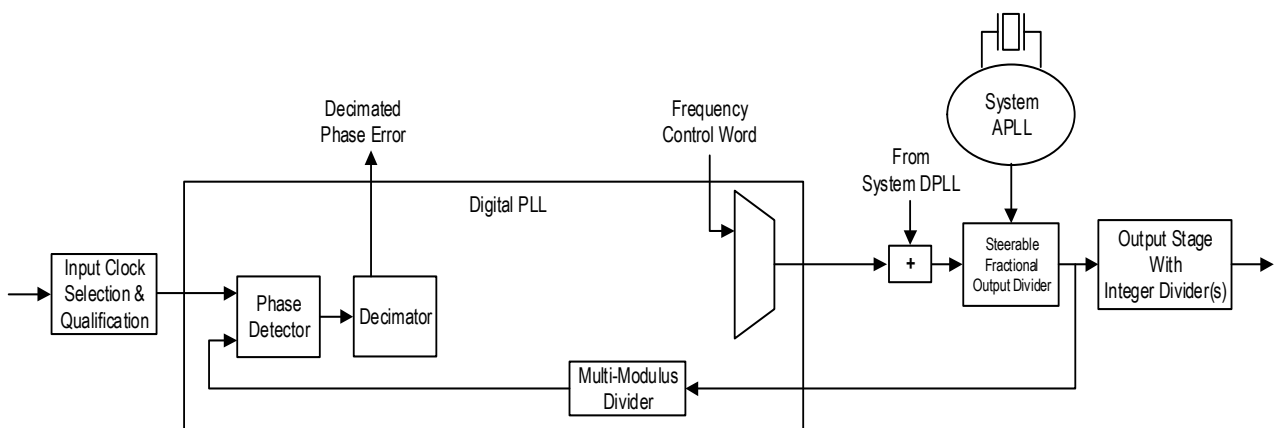 System
APLL
Decimated
Phase Error
Frequency
Control Word
From
System DPLL
Digital PLL
Input Clock
Selection &
Qualification
Phase
Detector
Decimator
+
Steerable
Fractional
Output Divider
Output Stage
With
Integer Divider(s)
Multi-Modulus
Divider